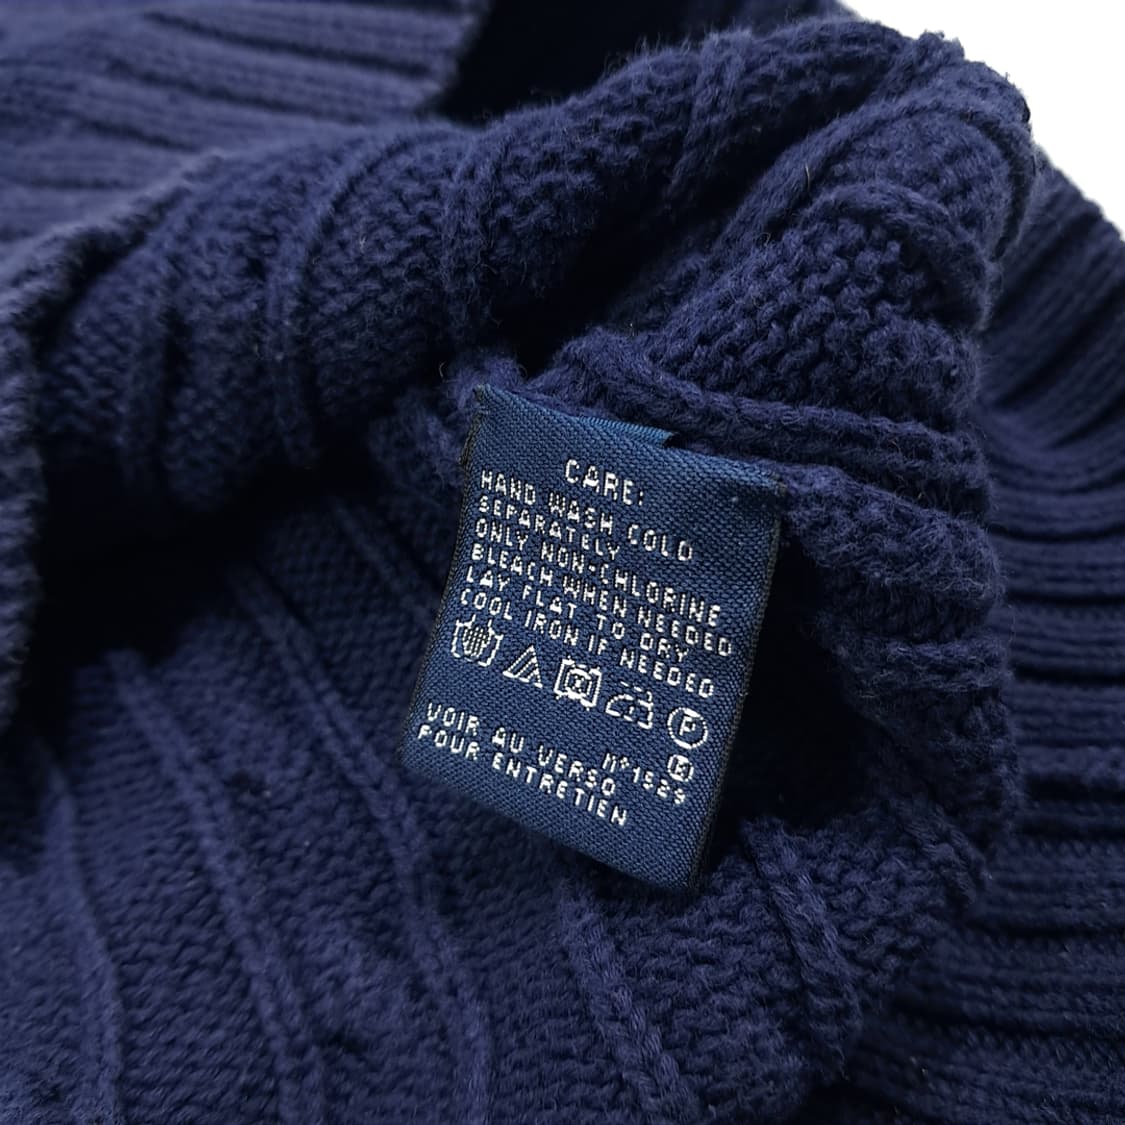 CARE:
HAND WASH COLD
SEPARATELY
ONLY NON-CHLORINE
BLEACH WHEN NEEDED
LAY FLAT TO DRY
COOL IRON IF NEEDED
P
K
VOIR AU VERSO Nº1529
POUR ENTRETIEN